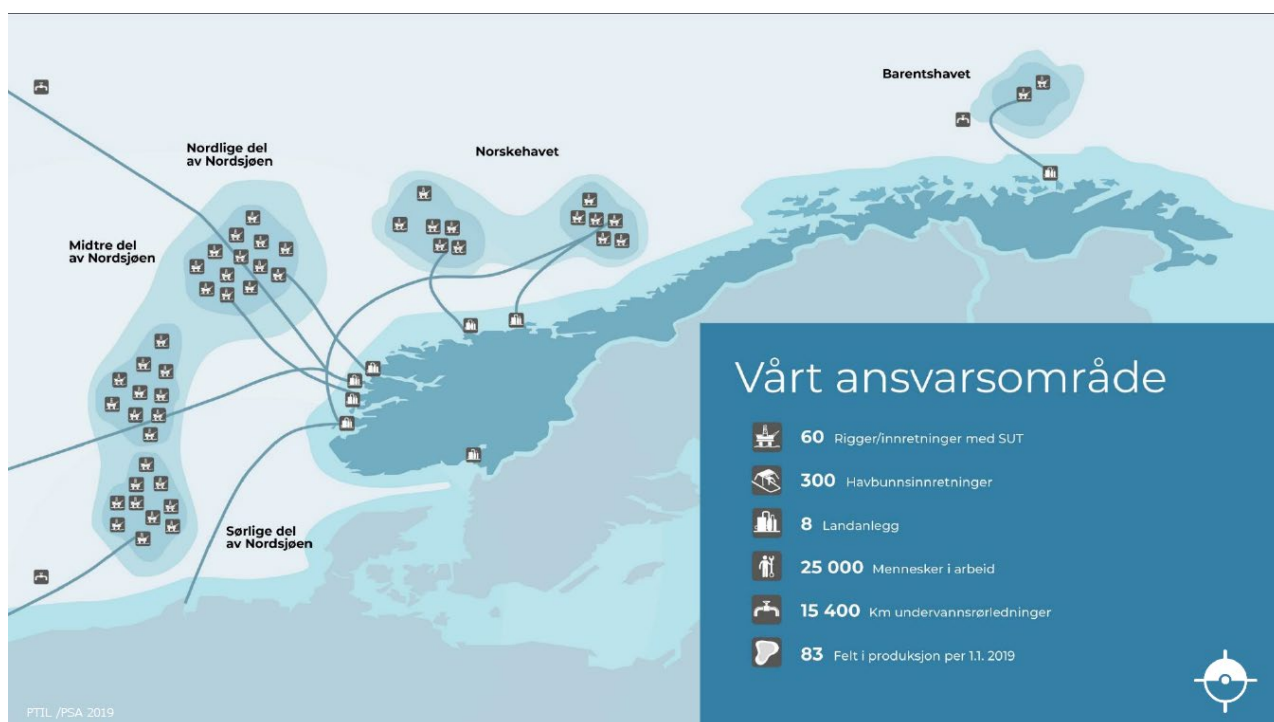 Barentshavet
Nordlige del
av Nordsjøen
Norskehavet
Midtre del
av Nordsjøen
Sørlige del
av Nordsjøen
Vårt ansvarsområde
60 Rigger/innretninger med SUT
300 Havbunnsinnretninger
8 Landanlegg
25 000 Mennesker i arbeid
15 400 Km undervannsrørledninger
83 Felt i produksjon per 1.1. 2019
PTIL /PSA 2019